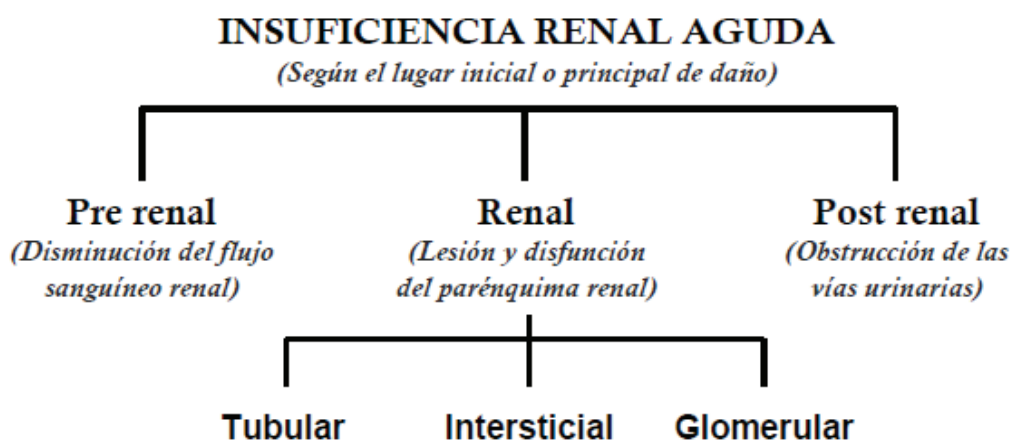 INSUFICIENCIA RENAL AGUDA
(Según el lugar inicial o principal de daño)
Pre renal
(Disminución del flujo
sanguíneo renal)
Renal
(Lesión y disfunción
del parénquima renal)
Post renal
(Obstrucción de las
vías urinarias)
Tubular
Intersticial
Glomerular